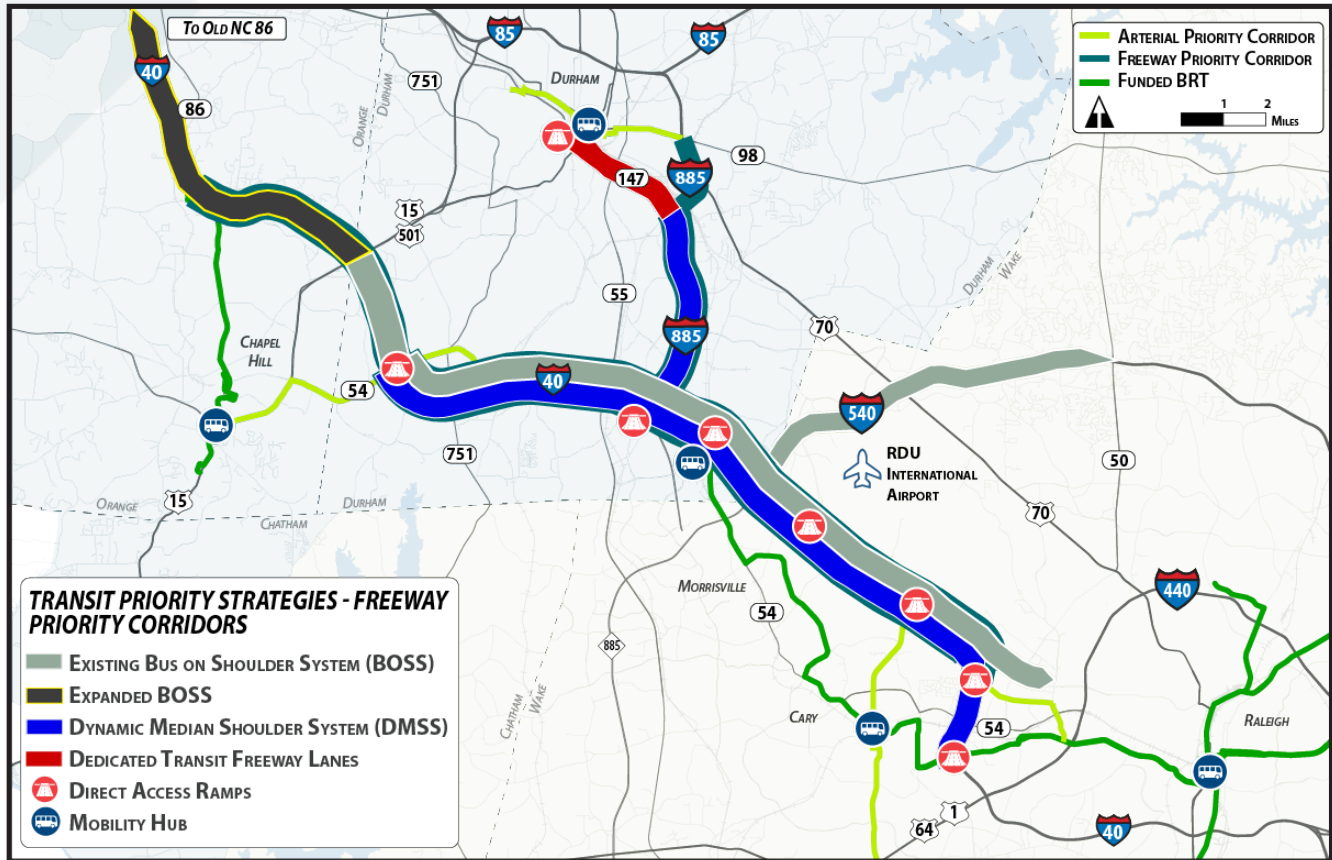 TO OLD NC 86
ARTERIAL PRIORITY CORRIDOR
FREEWAY PRIORITY CORRIDOR
FUNDED BRT
1 2
MILES
85
85
40
86
751
DURHAM
ORANGE
DURHAM
98
147
885
15
501
55
885
DURHAM
WAKE
70
CHAPEL
HILL
54
40
540
RDU
INTERNATIONAL
AIRPORT
751
50
15
ORANGE
DURHAM
CHATHAM
70
MORRISVILLE
54
440
885
CHATHAM
WAKE
CARY
54
RALEIGH
1
64
40
TRANSIT PRIORITY STRATEGIES - FREEWAY
PRIORITY CORRIDORS
EXISTING BUS ON SHOULDER SYSTEM (BOSS)
EXPANDED BOSS
DYNAMIC MEDIAN SHOULDER SYSTEM (DMSS)
DEDICATED TRANSIT FREEWAY LANES
DIRECT ACCESS RAMPS
MOBILITY HUB